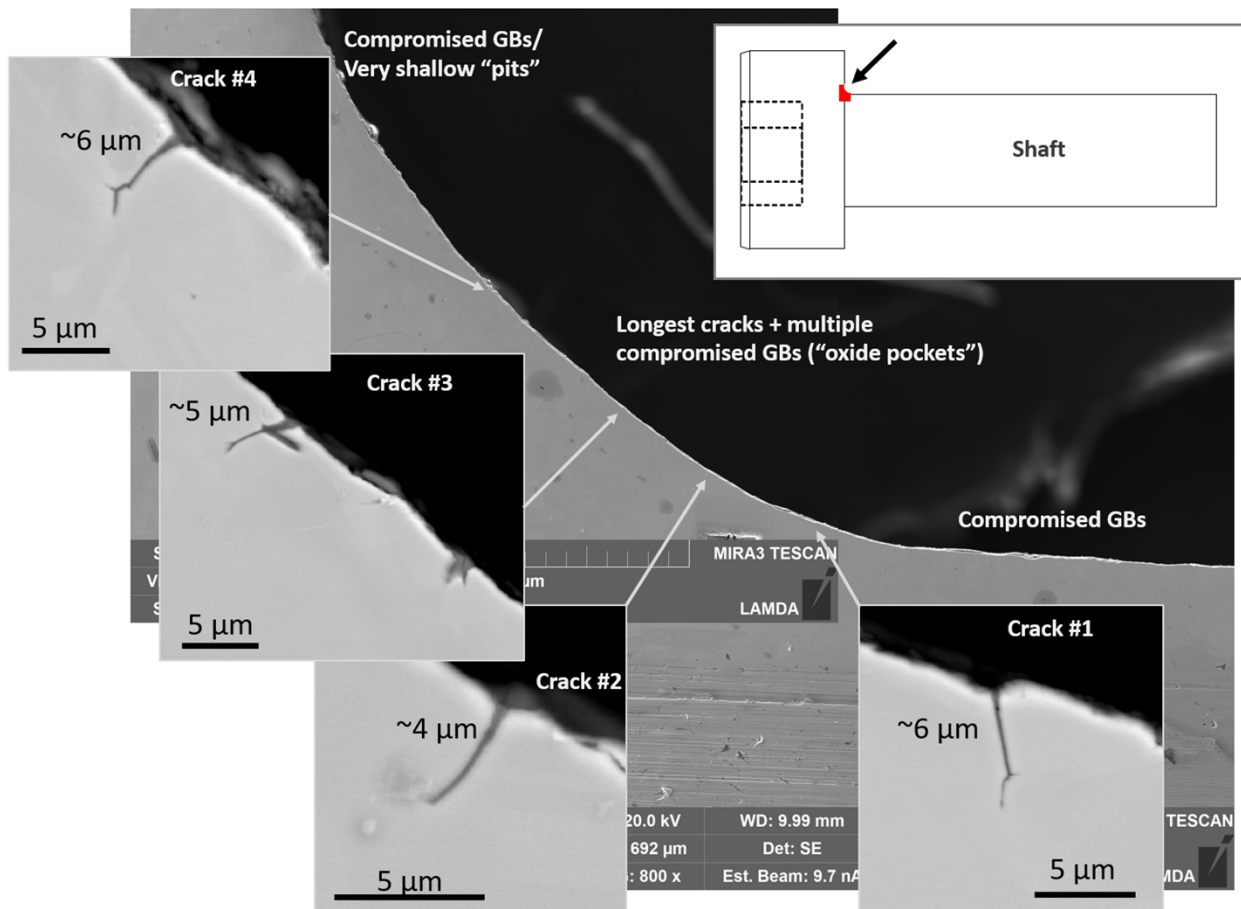 Compromised GBs/
Very shallow “pits”
Crack #4
~6 µm
5 µm
Shaft
Longest cracks + multiple
compromised GBs (“oxide pockets”)
Crack #3
~5 µm
5 µm
Compromised GBs
MIRA3 TESCAN
LAMDA
Crack #2
~4 µm
5 µm
Crack #1
~6 µm
5 µm
20.0 kV
WD: 9.99 mm
TESCAN
692 µm
Det: SE
: 800 x
Est. Beam: 9.7 nA
MDA